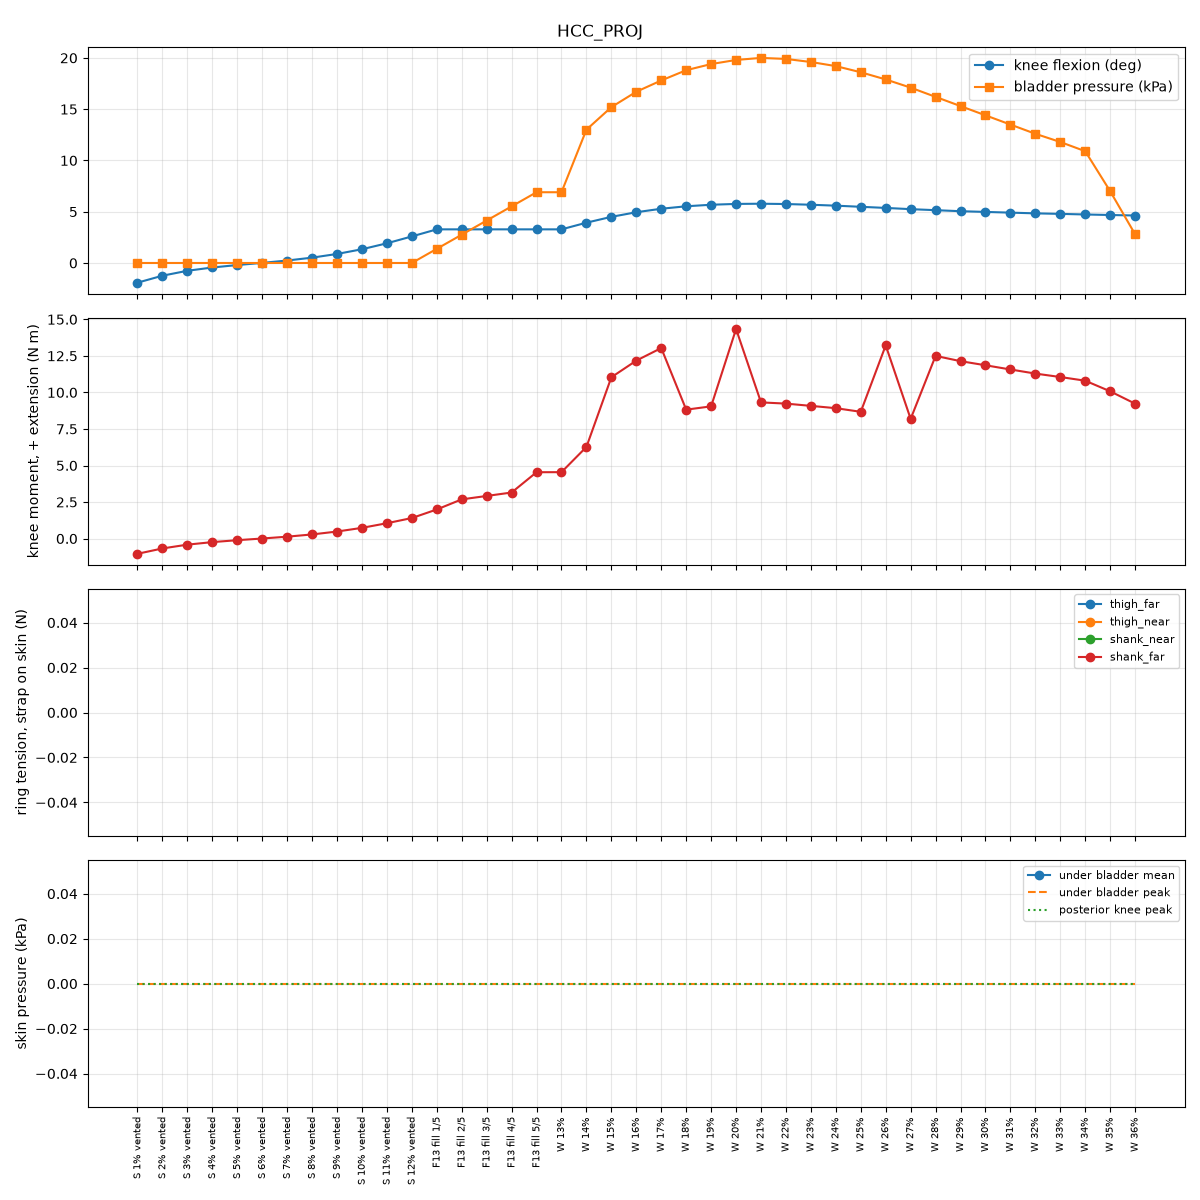 HCC_PROJ
knee flexion (deg)
bladder pressure (kPa)
20
15
10
5
0
knee moment, + extension (N m)
15.0
12.5
10.0
7.5
5.0
2.5
0.0
ring tension, strap on skin (N)
thigh_far
thigh_near
shank_near
shank_far
0.04
0.02
0.00
−0.02
−0.04
skin pressure (kPa)
under bladder mean
under bladder peak
posterior knee peak
0.04
0.02
0.00
−0.02
−0.04
S 1% vented
S 2% vented
S 3% vented
S 4% vented
S 5% vented
S 6% vented
S 7% vented
S 8% vented
S 9% vented
S 10% vented
S 11% vented
S 12% vented
F13 fill 1/5
F13 fill 2/5
F13 fill 3/5
F13 fill 4/5
F13 fill 5/5
W 13%
W 14%
W 15%
W 16%
W 17%
W 18%
W 19%
W 20%
W 21%
W 22%
W 23%
W 24%
W 25%
W 26%
W 27%
W 28%
W 29%
W 30%
W 31%
W 32%
W 33%
W 34%
W 35%
W 36%